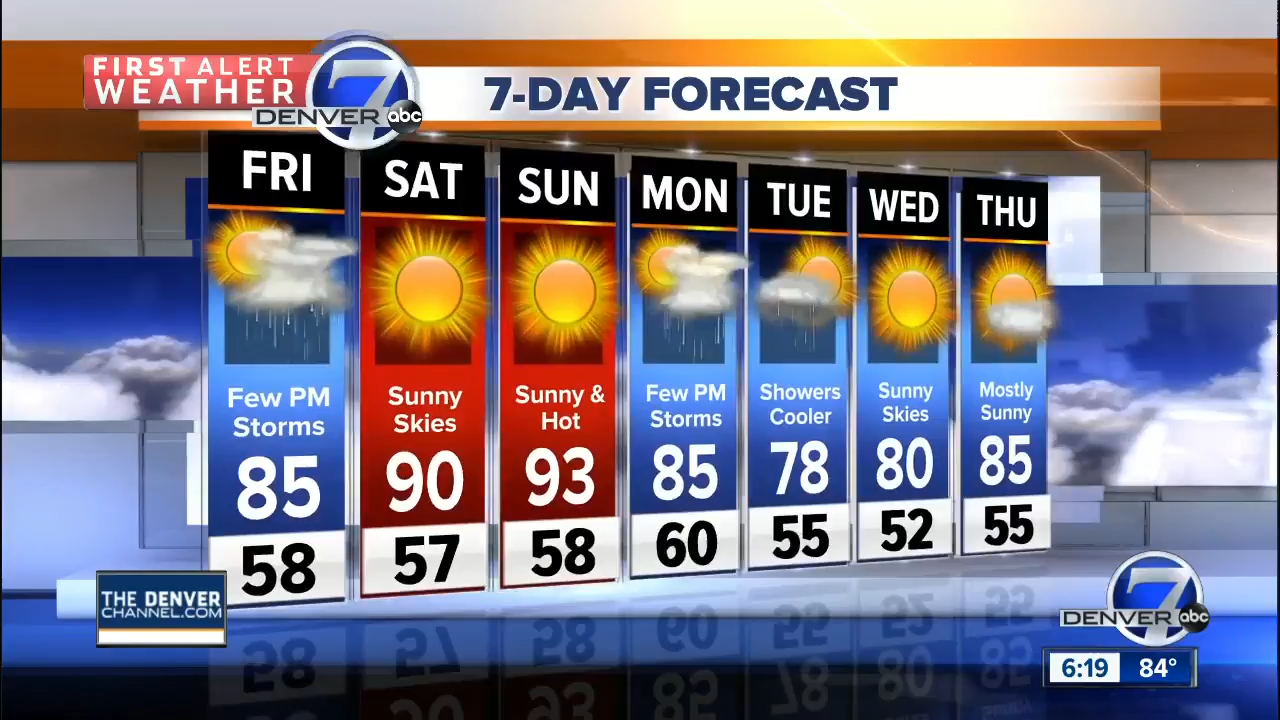 FIRST ALERT
WEATHER
7
DENVER abc
7-DAY FORECAST
FRI
Few PM
Storms
85
58
SAT
Sunny
Skies
90
57
SUN
Sunny &
Hot
93
58
MON
Few PM
Storms
85
60
TUE
Showers
Cooler
78
55
WED
Sunny
Skies
80
52
THU
Mostly
Sunny
85
55
THE DENVER
CHANNEL.COM
7
DENVER abc
6:19 84°